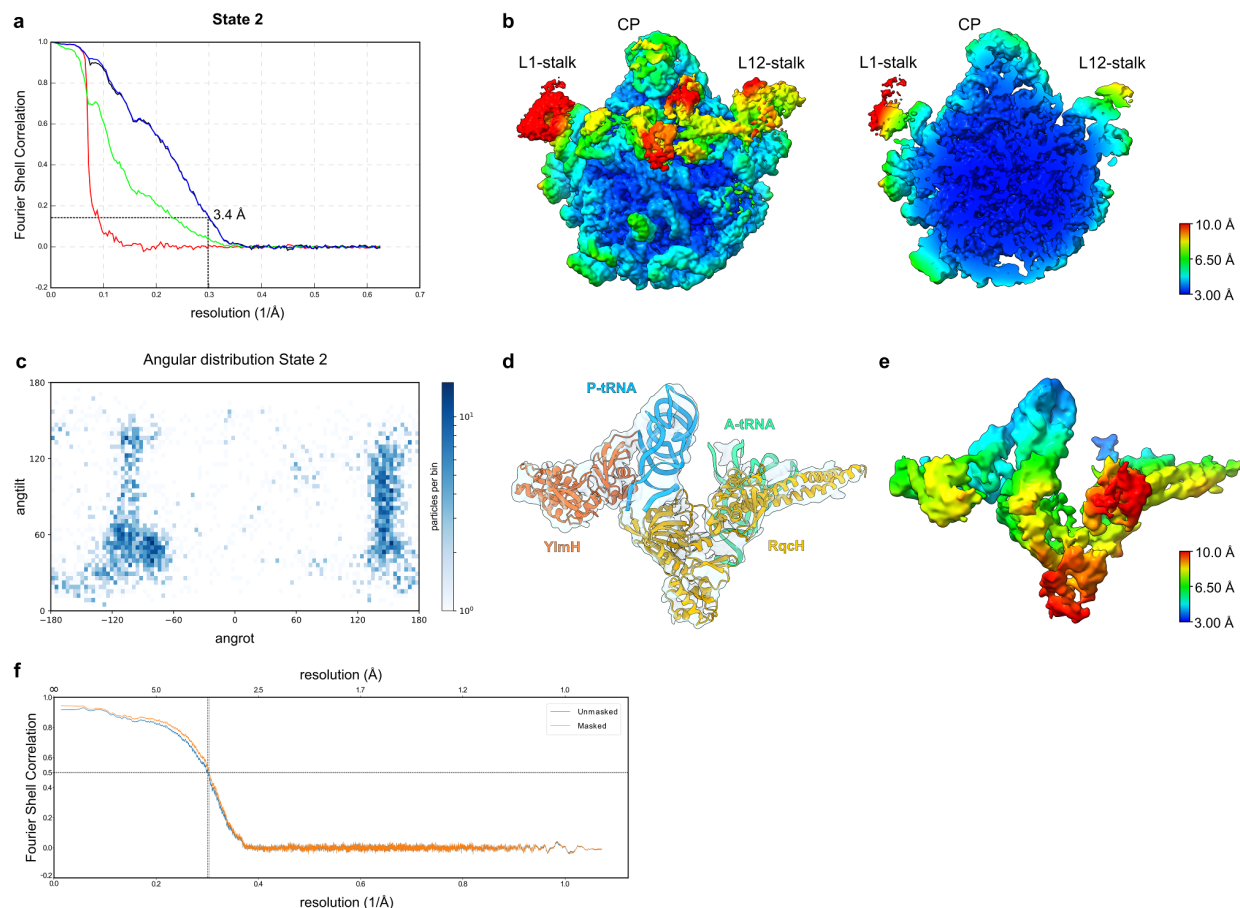 a
State 2
1.0
0.8
0.6
0.4
0.2
0.0
-0.2
Fourier Shell Correlation
3.4 Å
0.0 0.1 0.2 0.3 0.4 0.5 0.6 0.7
resolution (1/Å)
b
CP
L1-stalk
L12-stalk
CP
L1-stalk
L12-stalk
10.0 Å
6.50 Å
3.00 Å
c
Angular distribution State 2
180
120
60
0
angtilt
−180 −120 −60 0 60 120 180
angrot
10¹
10⁰
particles per bin
d
P-tRNA
A-tRNA
YlmH
RqcH
e
10.0 Å
6.50 Å
3.00 Å
f
resolution (Å)
∞ 5.0 2.5 1.7 1.2 1.0
1.0
0.8
0.6
0.5
0.4
0.2
0.0
-0.2
Fourier Shell Correlation
Unmasked
Masked
0.0 0.2 0.4 0.6 0.8 1.0
resolution (1/Å)